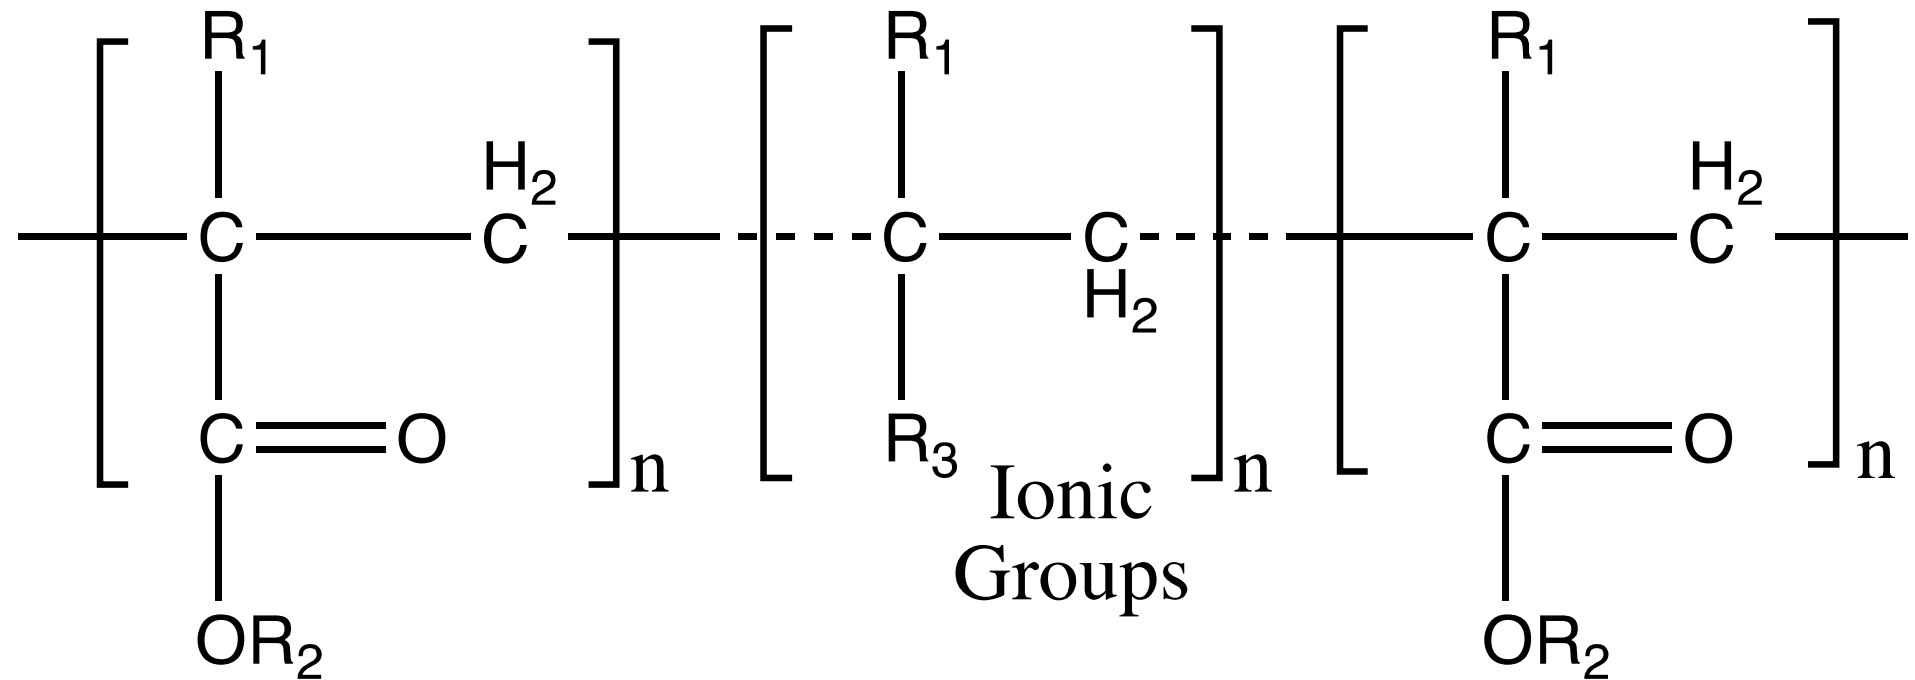 R1 R1 R1
H2 H2
C C C C C C
H2
C O R3 C O
n n n
Ionic
Groups
OR2 OR2